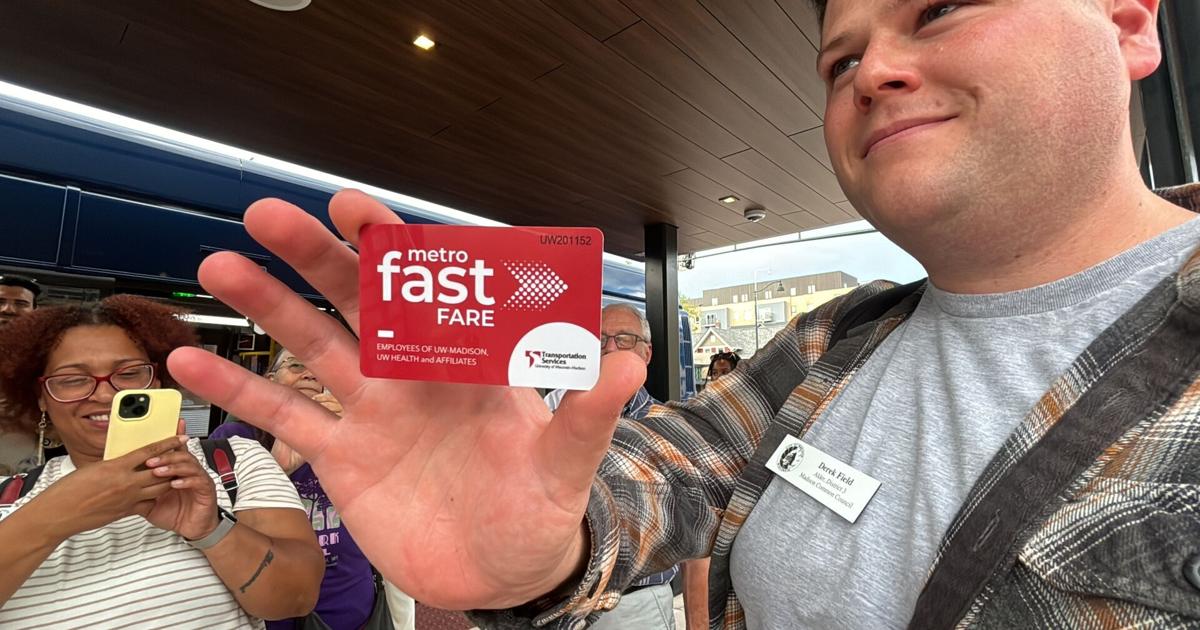 UW201152
metro
fast
FARE
EMPLOYEES OF UW-MADISON,
UW HEALTH and AFFILIATES
Transportation
Services
University of Wisconsin-Madison
Derek Field
Alder, District 3
Madison Common Council
RK